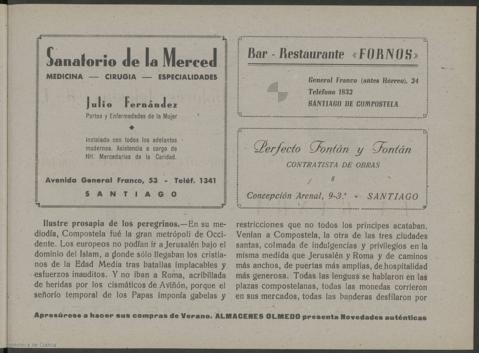 Sanatorio de la Merced
MEDICINA — CIRUGIA — ESPECIALIDADES
Julio Fernández
Partos y Enfermedades de la Mujer
Instalado con todos los adelantos
modernos. Asistencia a cargo de
HH. Mercedarias de la Caridad.
Avenida General Franco, 53 - Teléf. 1341
SANTIAGO
Bar - Restaurante «FORNOS»
General Franco (antes Hórreo), 24
Teléfono 1832
SANTIAGO DE COMPOSTELA
Perfecto Fontán y Fontán
CONTRATISTA DE OBRAS
Concepción Arenal, 9-3.º - SANTIAGO
Ilustre prosapia de los peregrinos.—En su me-
diodía, Compostela fué la gran metrópoli de Occi-
dente. Los europeos no podían ir a Jerusalén bajo el
dominio del Islam, a donde sólo llegaban los cristia-
nos de la Edad Media tras batallas implacables y
esfuerzos inauditos. Y no iban a Roma, acribillada
de heridas por los cismáticos de Aviñón, porque el
señorío temporal de los Papas imponía gabelas y
restricciones que no todos los príncipes acataban.
Venían a Compostela, la otra de las tres ciudades
santas, colmada de indulgencias y privilegios en la
misma medida que Jerusalén y Roma y de caminos
más anchos, de puertas más amplias, de hospitalidad
más generosa. Todas las lenguas se hablaron en las
plazas compostelanas, todas las monedas corrieron
en sus mercados, todas las banderas desfilaron por
Apresúrese a hacer sus compras de Verano. ALMACENES OLMEDO presenta Novedades auténticas